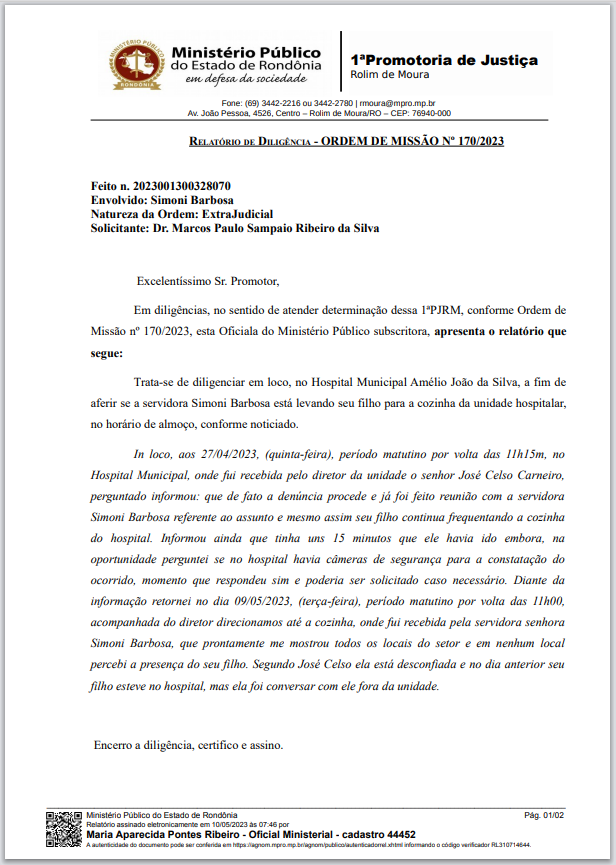 MINISTÉRIO PÚBLICO
RONDÔNIA
Ministério Público
do Estado de Rondônia
em defesa da sociedade
1ªPromotoria de Justiça
Rolim de Moura
Fone: (69) 3442-2216 ou 3442-2780 | rmoura@mpro.mp.br
Av. João Pessoa, 4526, Centro – Rolim de Moura/RO – CEP: 76940-000
RELATÓRIO DE DILIGÊNCIA - ORDEM DE MISSÃO Nº 170/2023
Feito n. 2023001300328070
Envolvido: Simoni Barbosa
Natureza da Ordem: ExtraJudicial
Solicitante: Dr. Marcos Paulo Sampaio Ribeiro da Silva
Excelentíssimo Sr. Promotor,
Em diligências, no sentido de atender determinação dessa 1ªPJRM, conforme Ordem de
Missão nº 170/2023, esta Oficiala do Ministério Público subscritora, apresenta o relatório que
segue:
Trata-se de diligenciar em loco, no Hospital Municipal Amélio João da Silva, a fim de
aferir se a servidora Simoni Barbosa está levando seu filho para a cozinha da unidade hospitalar,
no horário de almoço, conforme noticiado.
In loco, aos 27/04/2023, (quinta-feira), período matutino por volta das 11h15m, no
Hospital Municipal, onde fui recebida pelo diretor da unidade o senhor José Celso Carneiro,
perguntado informou: que de fato a denúncia procede e já foi feito reunião com a servidora
Simoni Barbosa referente ao assunto e mesmo assim seu filho continua frequentando a cozinha
do hospital. Informou ainda que tinha uns 15 minutos que ele havia ido embora, na
oportunidade perguntei se no hospital havia câmeras de segurança para a constatação do
ocorrido, momento que respondeu sim e poderia ser solicitado caso necessário. Diante da
informação retornei no dia 09/05/2023, (terça-feira), período matutino por volta das 11h00,
acompanhada do diretor direcionamos até a cozinha, onde fui recebida pela servidora senhora
Simoni Barbosa, que prontamente me mostrou todos os locais do setor e em nenhum local
percebi a presença do seu filho. Segundo José Celso ela está desconfiada e no dia anterior seu
filho esteve no hospital, mas ela foi conversar com ele fora da unidade.
Encerro a diligência, certifico e assino.
Ministério Público do Estado de Rondônia
Pág. 01/02
Relatório assinado eletronicamente em 10/05/2023 às 07:46 por
Maria Aparecida Pontes Ribeiro - Oficial Ministerial - cadastro 44452
A autenticidade do documento pode ser conferida em https://agnom.mpro.mp.br/agnom/publico/autenticadorrel.xhtml informando o código verificador RL310714644.